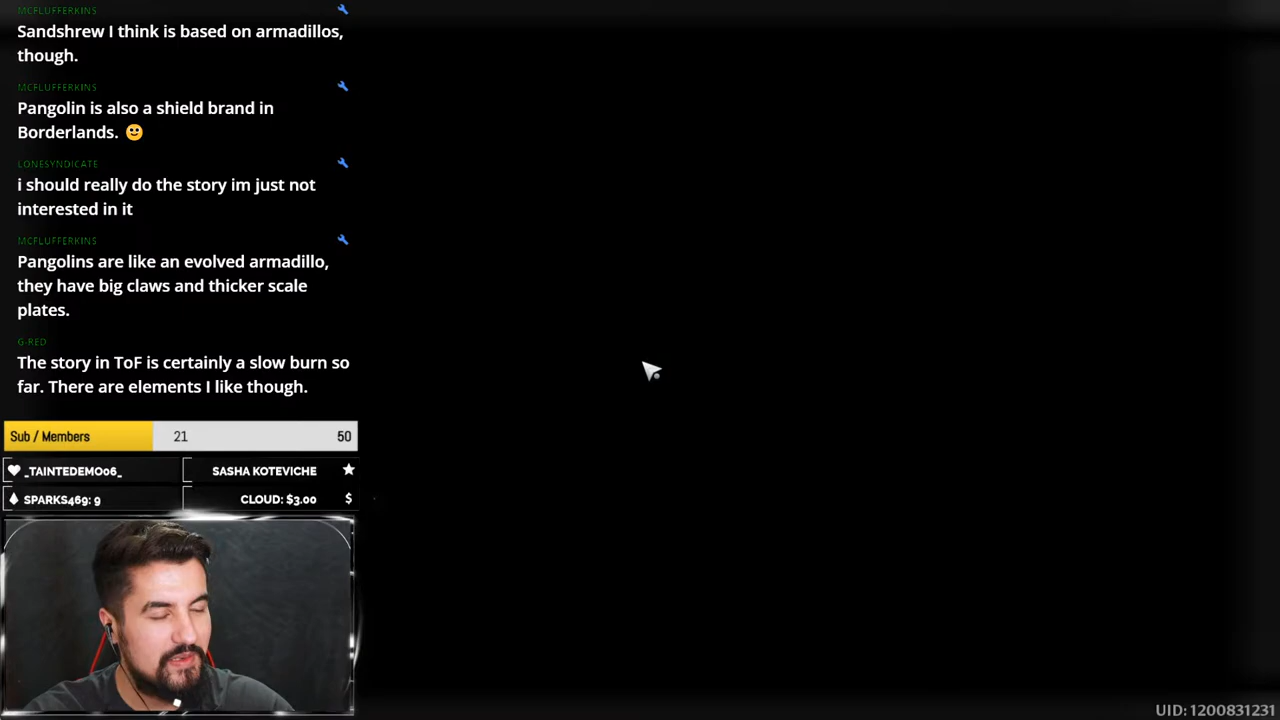 MCFLUFFERKINS
Sandshrew I think is based on armadillos,
though.
MCFLUFFERKINS
Pangolin is also a shield brand in
Borderlands.
LONESYNDICATE
i should really do the story im just not
interested in it
MCFLUFFERKINS
Pangolins are like an evolved armadillo,
they have big claws and thicker scale
plates.
G-RED
The story in ToF is certainly a slow burn so
far. There are elements I like though.
Sub / Members 21 50
_TAINTEDEMO06_ SASHA KOTEVICHE
SPARKS469: 9 CLOUD: $3.00 $
UID: 1200831231